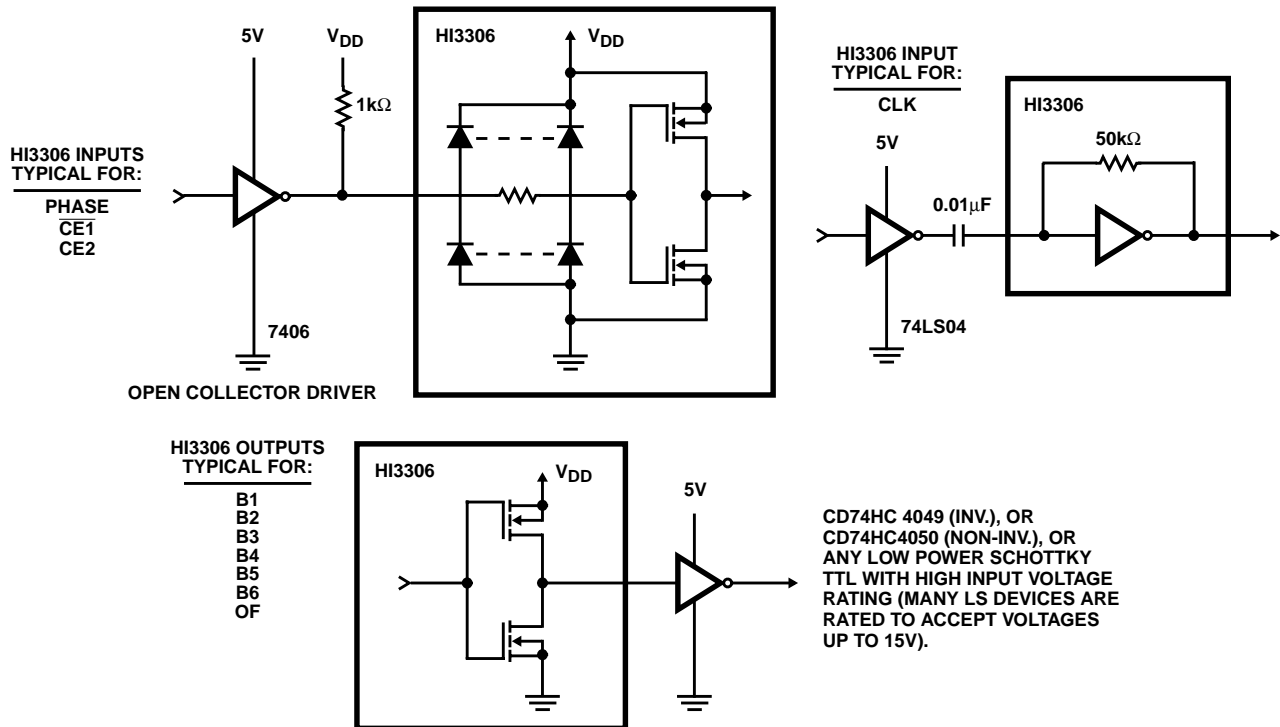 5V
VDD
1kΩ
HI3306
VDD
HI3306 INPUTS
TYPICAL FOR:
PHASE
CE1
CE2
7406
OPEN COLLECTOR DRIVER
HI3306 INPUT
TYPICAL FOR:
CLK
5V
0.01μF
74LS04
HI3306
50kΩ
HI3306 OUTPUTS
TYPICAL FOR:
B1
B2
B3
B4
B5
B6
OF
HI3306
VDD
5V
CD74HC 4049 (INV.), OR
CD74HC4050 (NON-INV.), OR
ANY LOW POWER SCHOTTKY
TTL WITH HIGH INPUT VOLTAGE
RATING (MANY LS DEVICES ARE
RATED TO ACCEPT VOLTAGES
UP TO 15V).